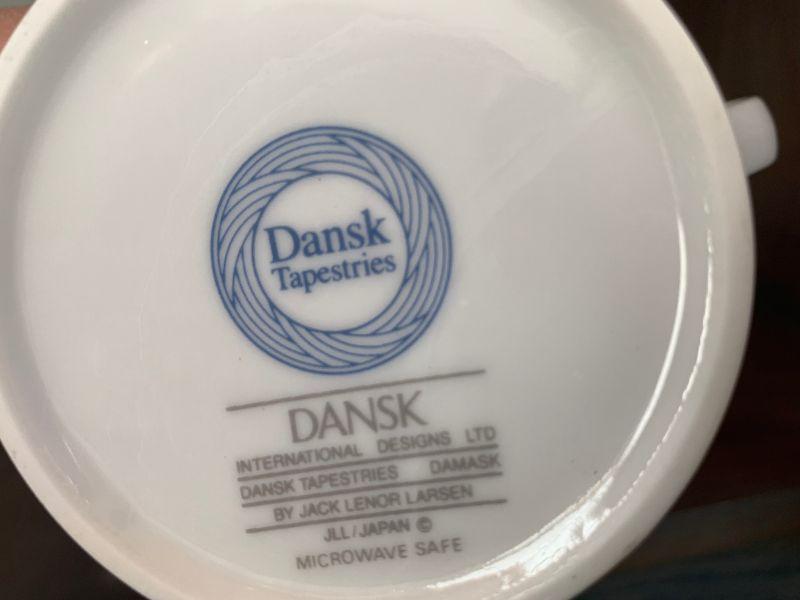 Dansk
Tapestries
DANSK
INTERNATIONAL DESIGNS LTD
DANSK TAPESTRIES DAMASK
BY JACK LENOR LARSEN
JLL/JAPAN ©
MICROWAVE SAFE